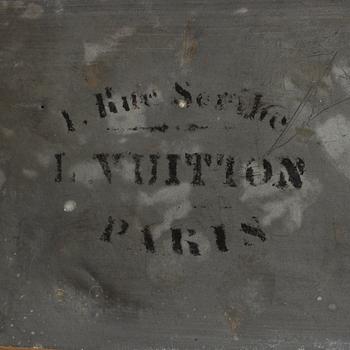 1. Rue Scribe
L. VUITTON
PARIS